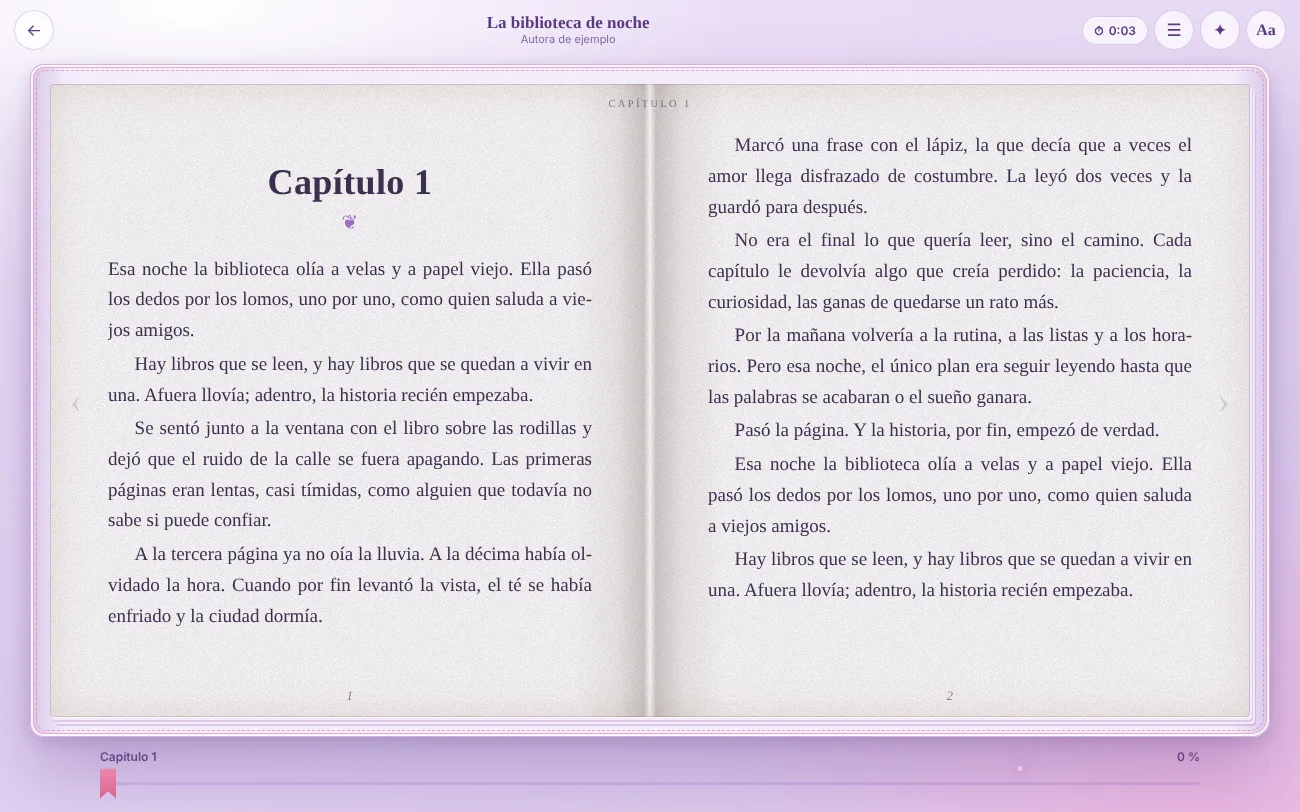 La biblioteca de noche
Autora de ejemplo
0:03
Aa
CAPÍTULO 1
Capítulo 1
Esa noche la biblioteca olía a velas y a papel viejo. Ella pasó
los dedos por los lomos, uno por uno, como quien saluda a vie-
jos amigos.
Hay libros que se leen, y hay libros que se quedan a vivir en
una. Afuera llovía; adentro, la historia recién empezaba.
Se sentó junto a la ventana con el libro sobre las rodillas y
dejó que el ruido de la calle se fuera apagando. Las primeras
páginas eran lentas, casi tímidas, como alguien que todavía no
sabe si puede confiar.
A la tercera página ya no oía la lluvia. A la décima había ol-
vidado la hora. Cuando por fin levantó la vista, el té se había
enfriado y la ciudad dormía.
1
Marcó una frase con el lápiz, la que decía que a veces el
amor llega disfrazado de costumbre. La leyó dos veces y la
guardó para después.
No era el final lo que quería leer, sino el camino. Cada
capítulo le devolvía algo que creía perdido: la paciencia, la
curiosidad, las ganas de quedarse un rato más.
Por la mañana volvería a la rutina, a las listas y a los hora-
rios. Pero esa noche, el único plan era seguir leyendo hasta que
las palabras se acabaran o el sueño ganara.
Pasó la página. Y la historia, por fin, empezó de verdad.
Esa noche la biblioteca olía a velas y a papel viejo. Ella
pasó los dedos por los lomos, uno por uno, como quien saluda
a viejos amigos.
Hay libros que se leen, y hay libros que se quedan a vivir en
una. Afuera llovía; adentro, la historia recién empezaba.
2
Capítulo 1
0 %